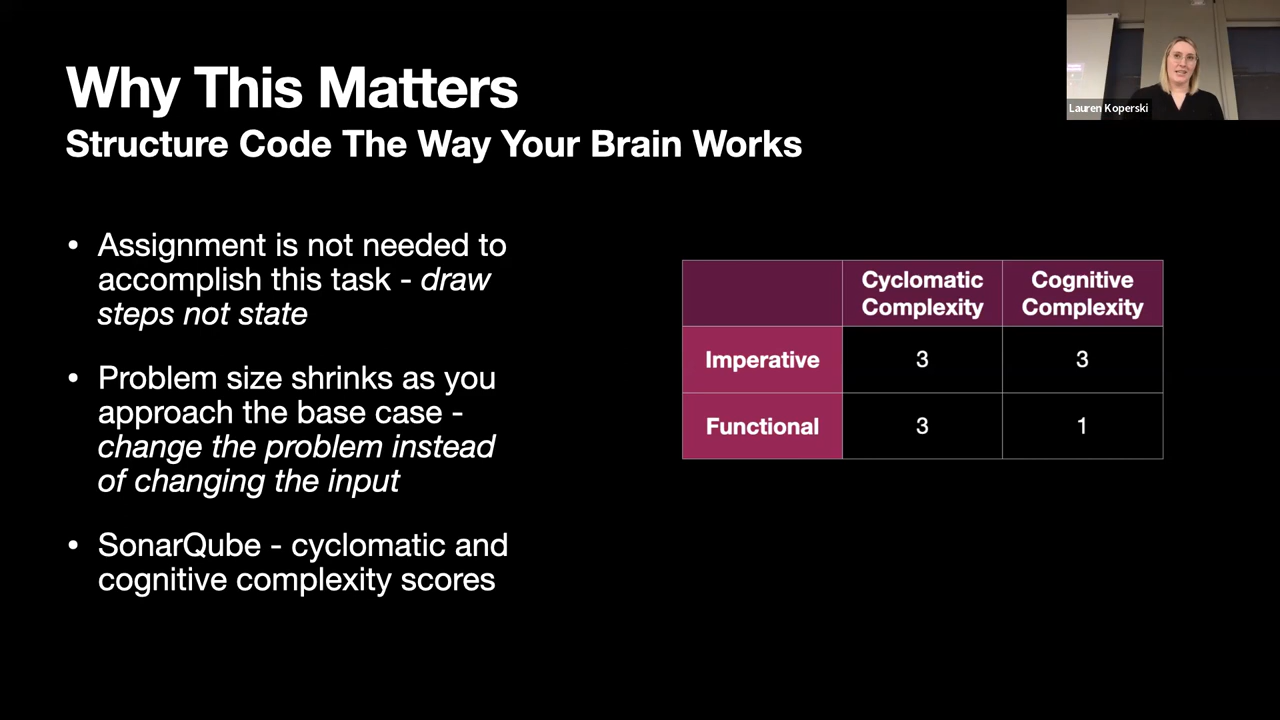 Why This Matters
Structure Code The Way Your Brain Works
• Assignment is not needed to
accomplish this task - draw
steps not state
• Problem size shrinks as you
approach the base case -
change the problem instead
of changing the input
• SonarQube - cyclomatic and
cognitive complexity scores
Cyclomatic
Complexity
Cognitive
Complexity
Imperative 3 3
Functional 3 1
Lauren Koperski